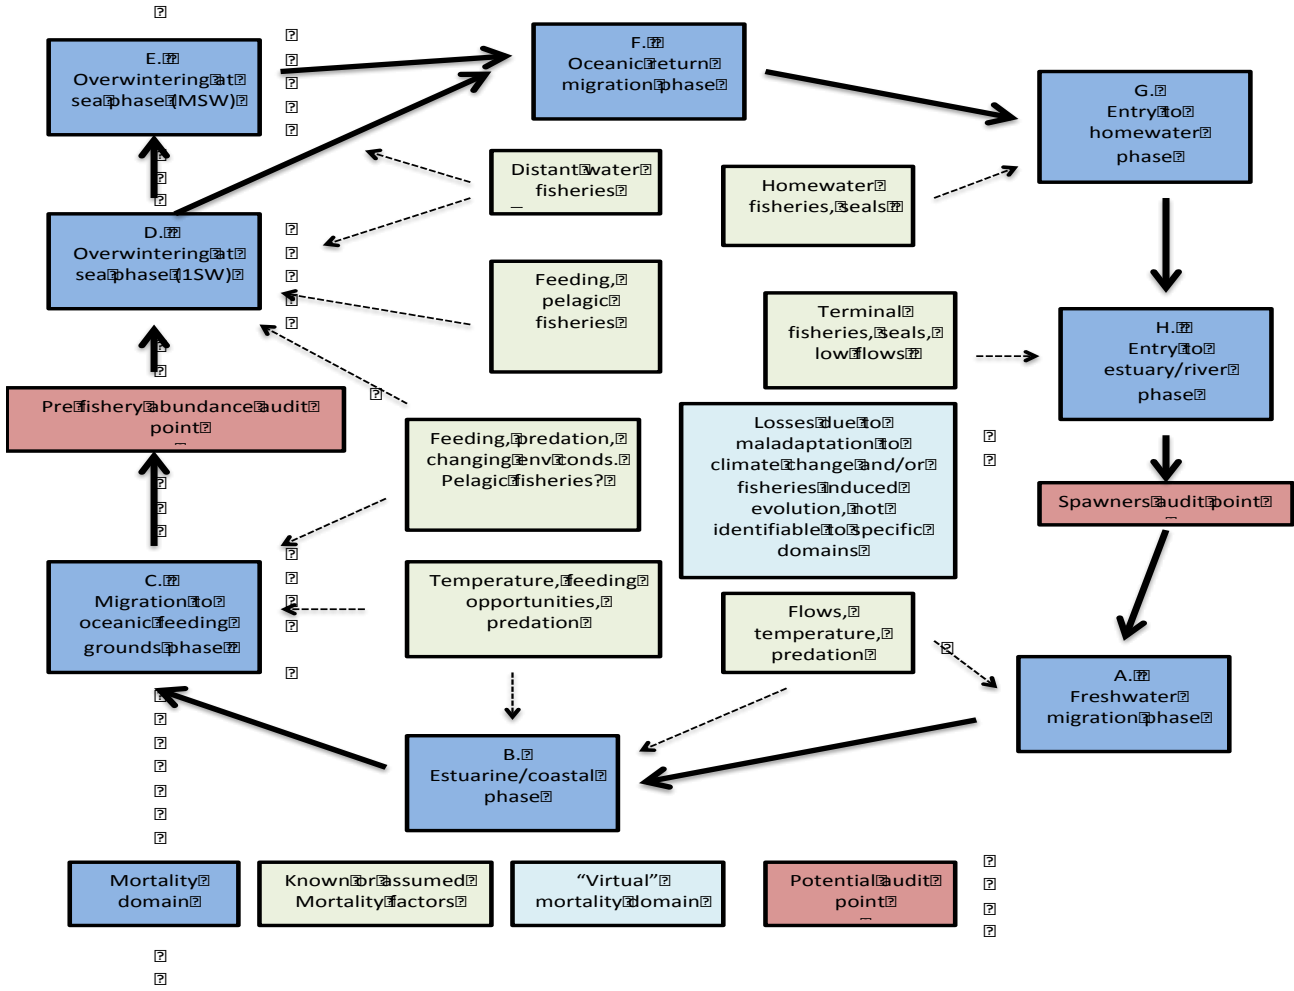 E.
Overwintering at
sea phase (MSW)
F.
Oceanic return
migration phase
G.
Entry to
homewater
phase
Distant water
fisheries
Homewater
fisheries, seals
D.
Overwintering at
sea phase (1SW)
Feeding,
pelagic
fisheries
Terminal
fisheries, seals,
low flows
H.
Entry to
estuary/river
phase
Pre fishery abundance audit
point
Feeding, predation,
changing env conds.
Pelagic fisheries?
Losses due to
maladaptation to
climate change and/or
fisheries induced
evolution, not
identifiable to specific
domains
Spawners audit point
C.
Migration to
oceanic feeding
grounds phase
Temperature, feeding
opportunities,
predation
Flows,
temperature,
predation
A.
Freshwater
migration phase
B.
Estuarine/coastal
phase
Mortality
domain
Known or assumed
Mortality factors
“Virtual”
mortality domain
Potential audit
point